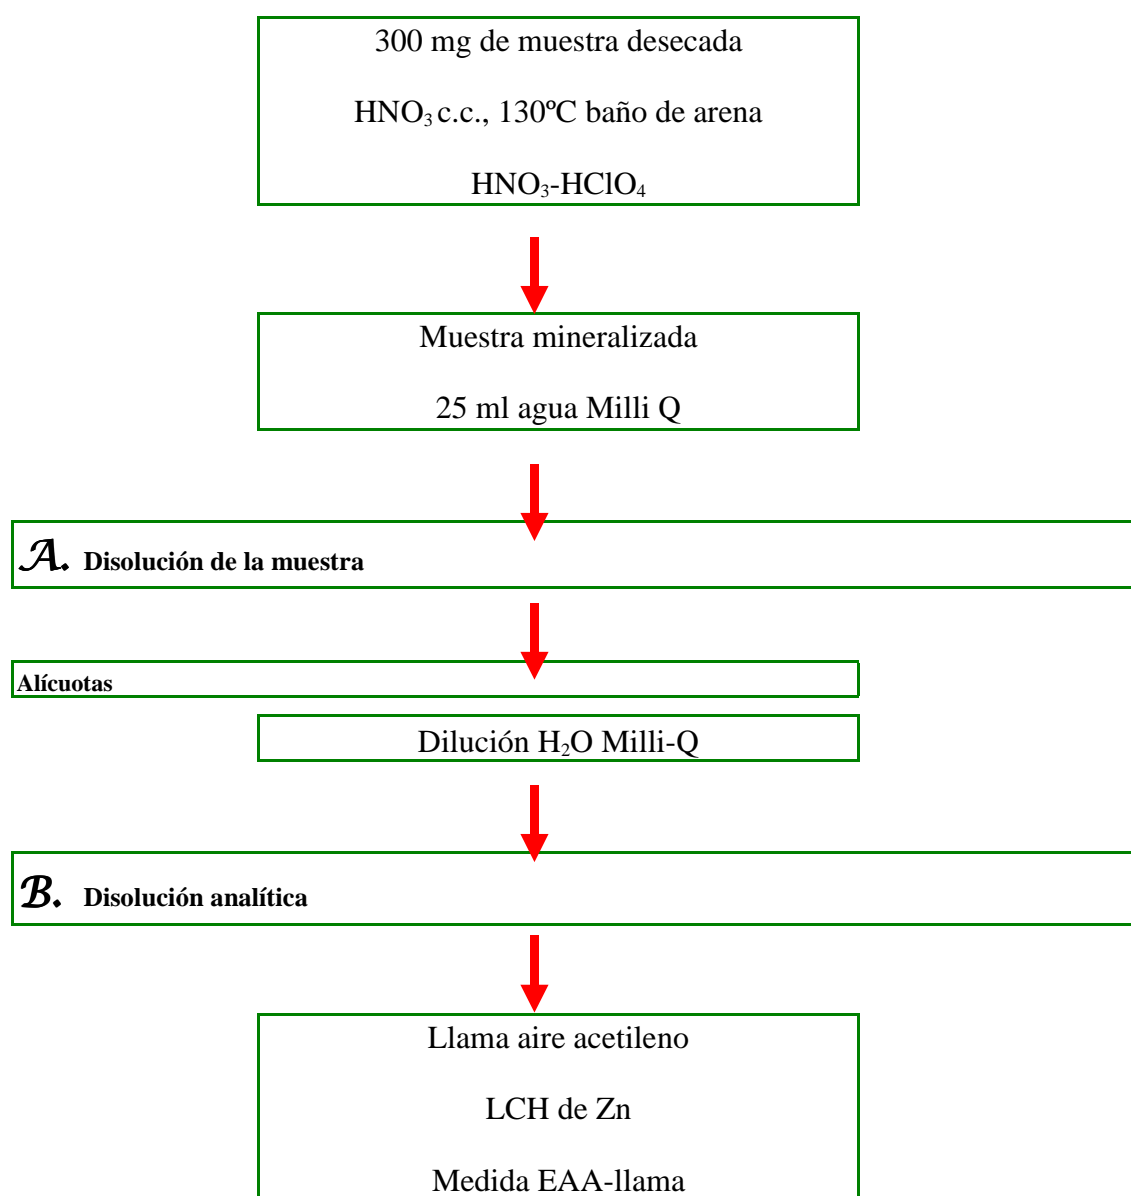 300 mg de muestra desecada
HNO₃ c.c., 130ºC baño de arena
HNO₃-HClO₄
Muestra mineralizada
25 ml agua Milli Q
A. Disolución de la muestra
Alícuotas
Dilución H₂O Milli-Q
B. Disolución analítica
Llama aire acetileno
LCH de Zn
Medida EAA-llama